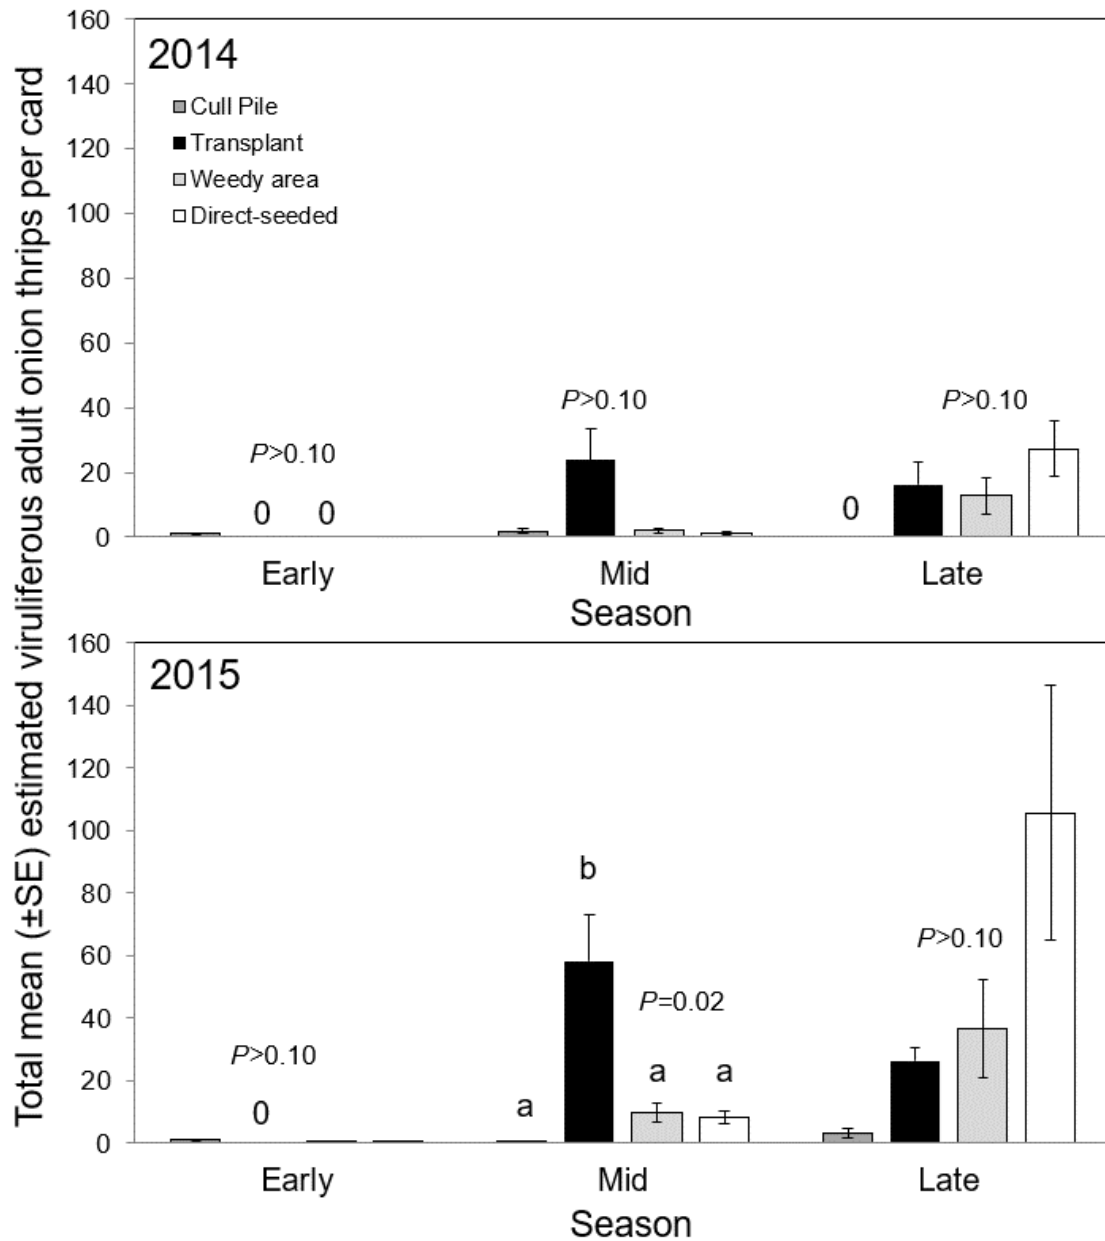 Total mean (±SE) estimated viruliferous adult onion thrips per card
2014
Cull Pile
Transplant
Weedy area
Direct-seeded
160
140
120
100
80
60
40
20
0
P>0.10
0 0
P>0.10
P>0.10
0
Early Mid Late
Season
2015
160
140
120
100
80
60
40
20
0
P>0.10
0
a
b
P=0.02
a a
P>0.10
Early Mid Late
Season